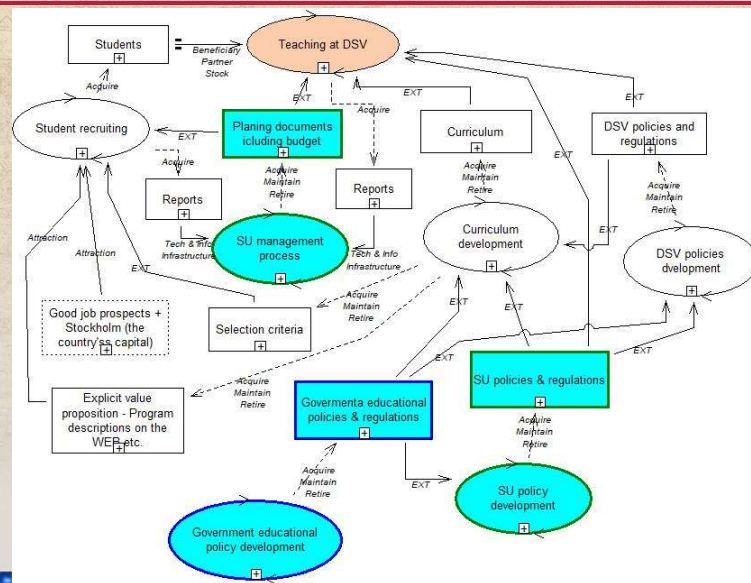 Students
Beneficiary
Partner
Stock
Teaching at DSV
Acquire
Student recruiting
EXT
Planing documents
including budget
EXT
Acquire
EXT
Curriculum
EXT
DSV policies and
regulations
EXT
Acquire
Reports
Acquire
Maintain
Retire
Reports
Acquire
Maintain
Retire
Acquire
Maintain
Retire
Attraction
Attraction
Tech & Info
Infrastructure
SU management
process
Tech & Info
Infrastructure
Curriculum
development
EXT
DSV policies
dvelopment
EXT
Good job prospects +
Stockholm (the
country'ss capital)
Selection criteria
Acquire
Maintain
Retire
EXT
EXT
EXT
Explicit value
proposition - Program
descriptions on the
WEB etc.
Acquire
Maintain
Retire
Governmenta educational
policies & regulations
EXT
SU policies & regulations
Acquire
Maintain
Retire
Acquire
Maintain
Retire
EXT
SU policy
development
Government educational
policy development